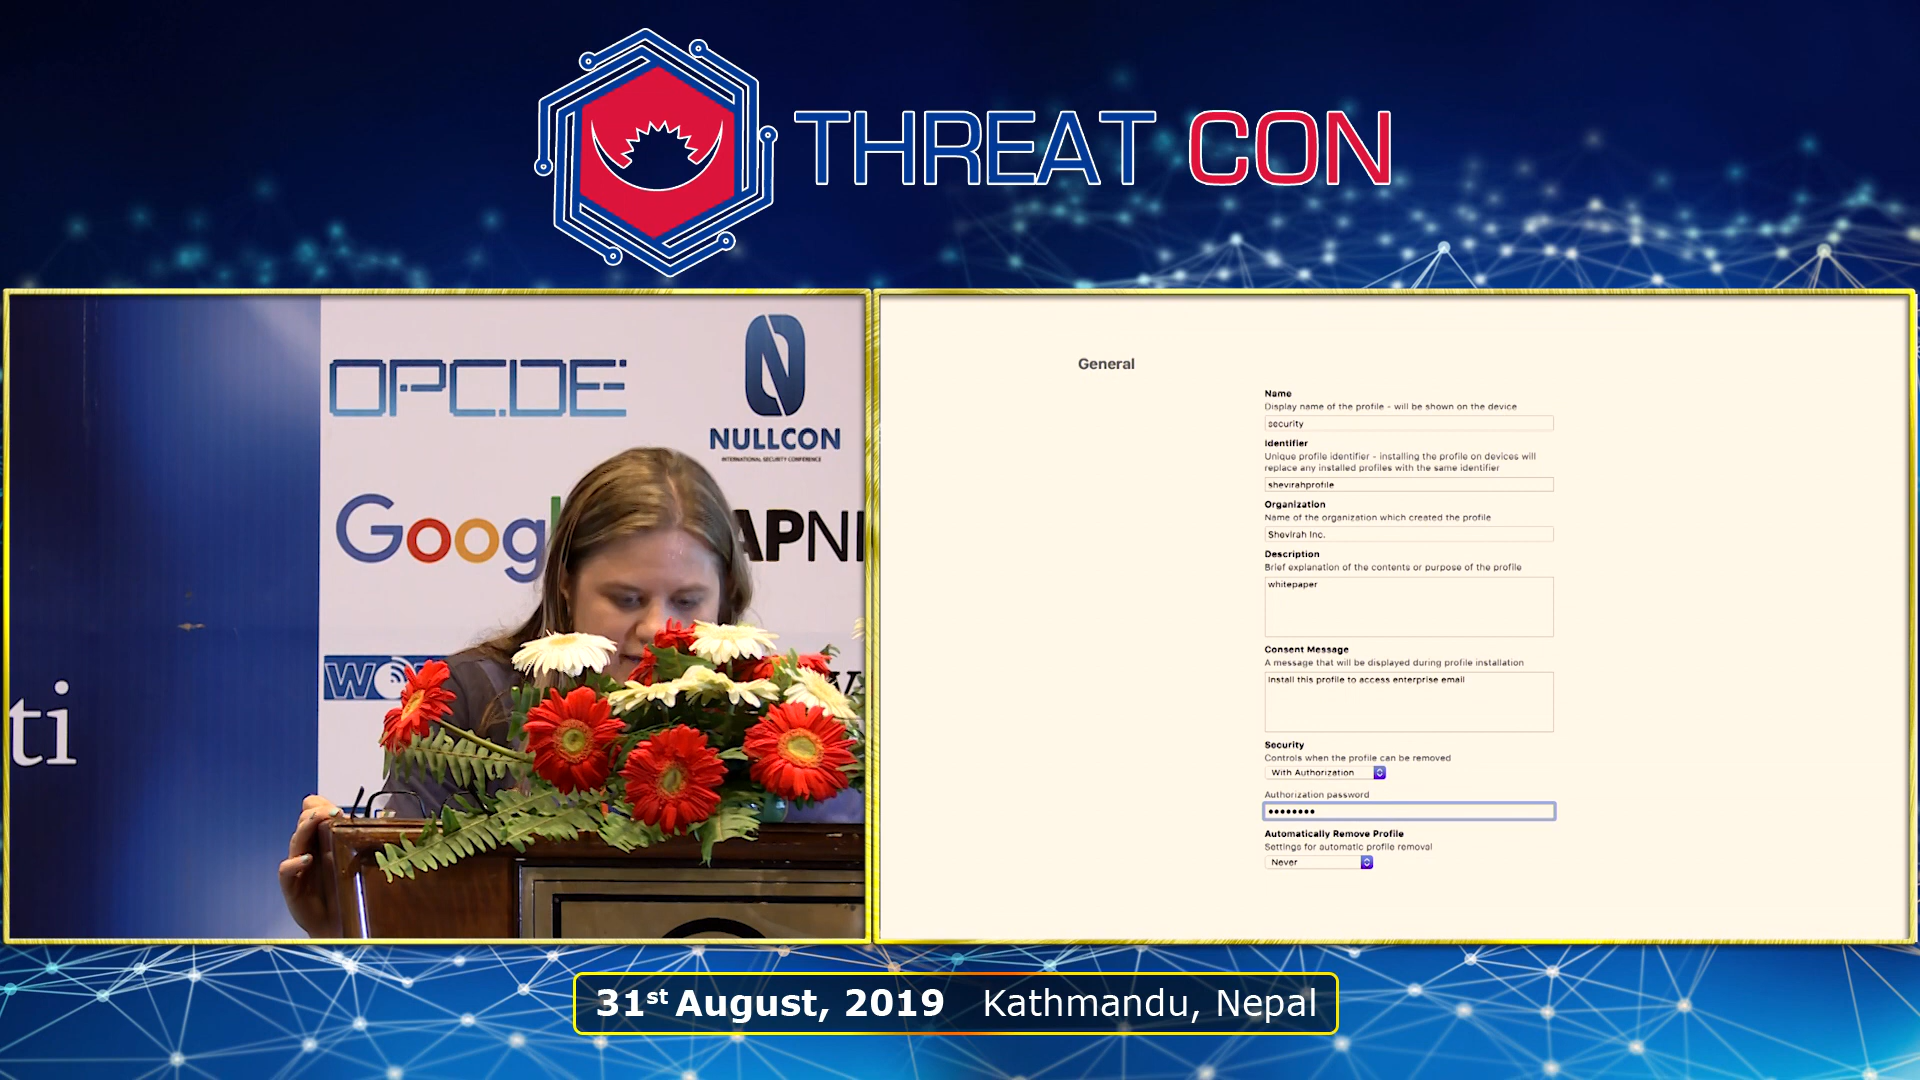 THREAT CON
OPCDE
NULLCON
INTERNATIONAL SECURITY CONFERENCE
Goog
APNI
WO
ti
General
Name
Display name of the profile - will be shown on the device
security
Identifier
Unique profile identifier - installing the profile on devices will
replace any installed profiles with the same identifier
shevirahprofile
Organization
Name of the organization which created the profile
Shevirah Inc.
Description
Brief explanation of the contents or purpose of the profile
whitepaper
Consent Message
A message that will be displayed during profile installation
Install this profile to access enterprise email
Security
Controls when the profile can be removed
With Authorization
Authorization password
••••••••
Automatically Remove Profile
Settings for automatic profile removal
Never
31st August, 2019 Kathmandu, Nepal